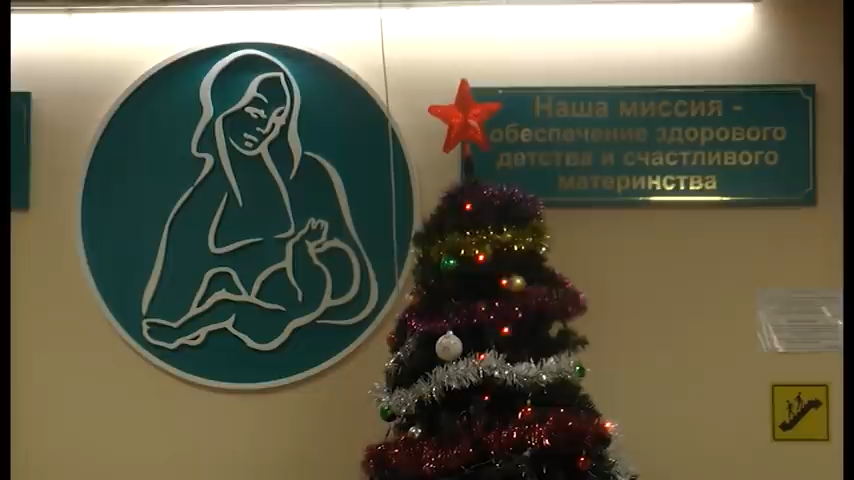 Наша миссия -
обеспечение здорового
детства и счастливого
материнства